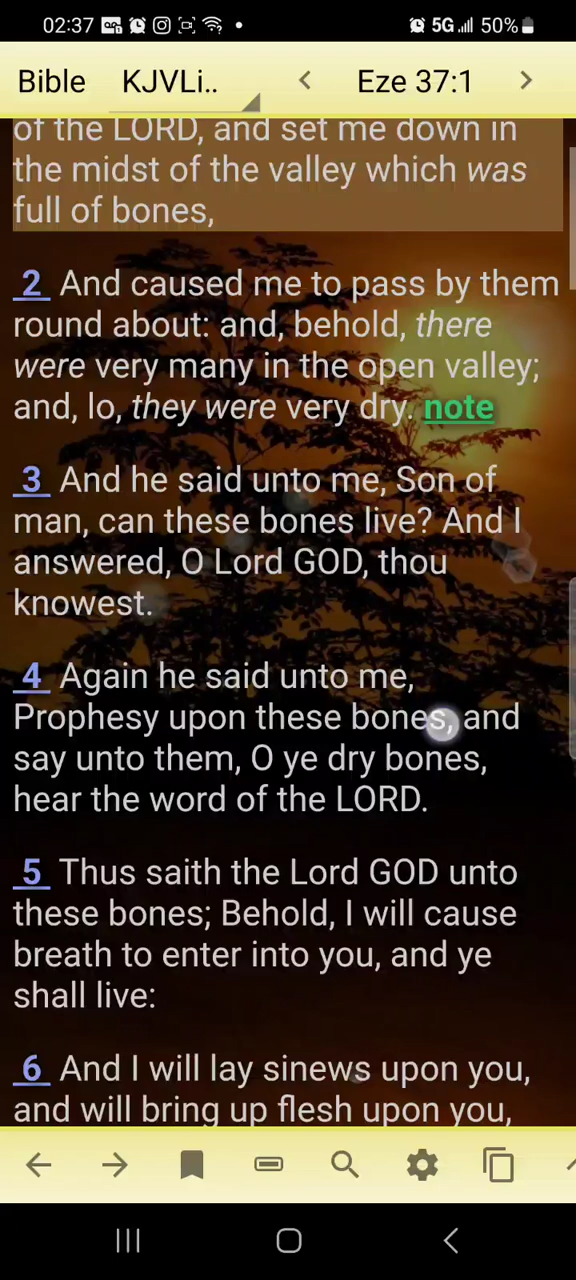 02:37
5G 50%
Bible KJVLi.. < Eze 37:1 >
of the LORD, and set me down in
the midst of the valley which was
full of bones,
2 And caused me to pass by them
round about: and, behold, there
were very many in the open valley;
and, lo, they were very dry. note
3 And he said unto me, Son of
man, can these bones live? And I
answered, O Lord GOD, thou
knowest.
4 Again he said unto me,
Prophesy upon these bones, and
say unto them, O ye dry bones,
hear the word of the LORD.
5 Thus saith the Lord GOD unto
these bones; Behold, I will cause
breath to enter into you, and ye
shall live:
6 And I will lay sinews upon you,
and will bring up flesh upon you,